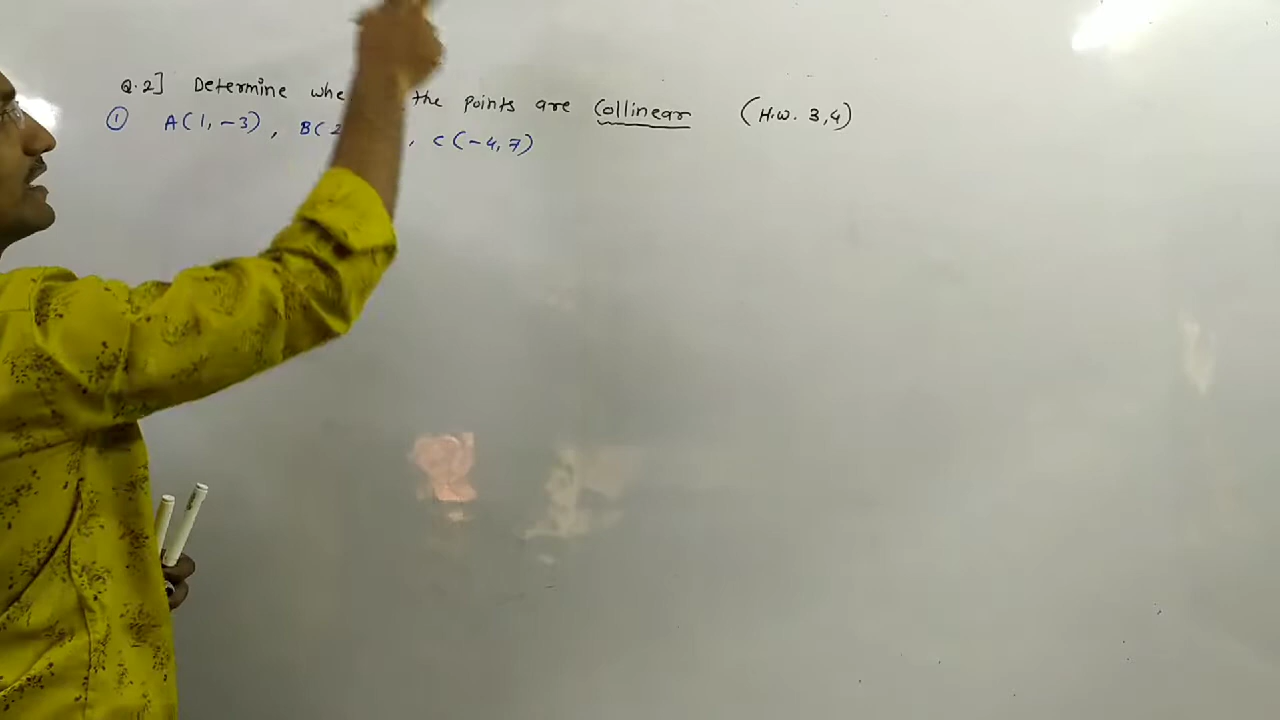 Q.2] Determine whe the points are Collinear (H.W. 3,4)
① A(1,-3), B(2 , C(-4,7)